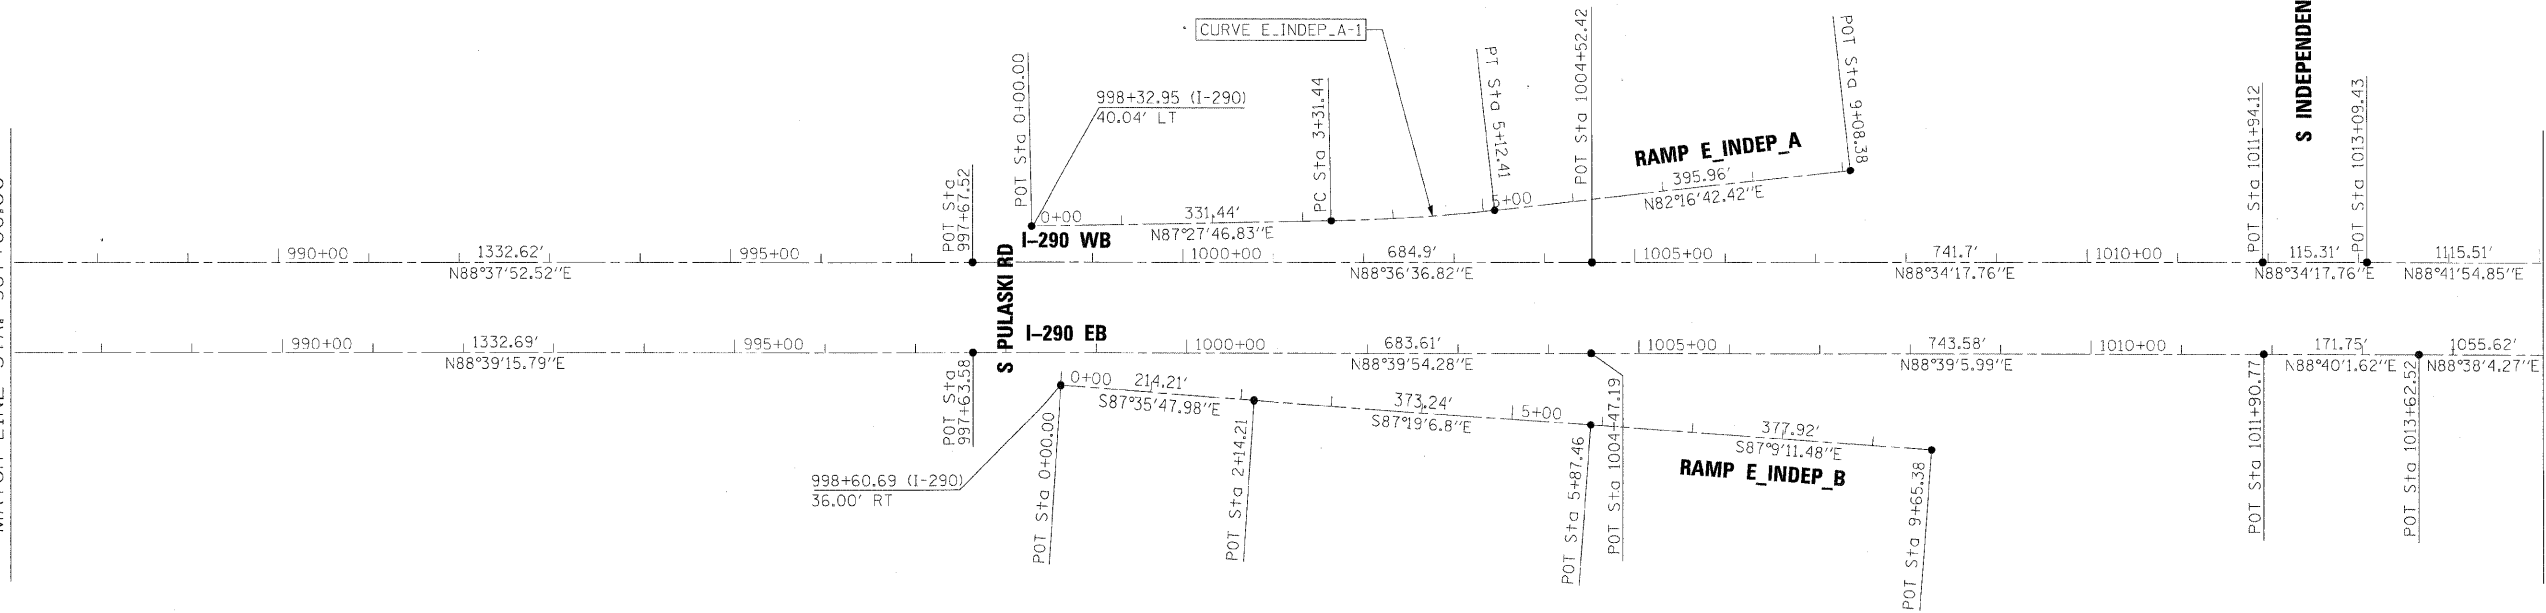 CURVE E_INDEP_A-1
998+32.95 (I-290)
40.04' LT
POT Sta 0+00.00
PC Sta 3+31.44
PT Sta 5+12.41
POT Sta 1004+52.42
POT Sta 9+08.38
S INDEPENDEN
POT Sta 1011+94.12
POT Sta 1013+09.43
RAMP E_INDEP_A
395.96'
N82°16'42.42"E
5+00
0+00
331.44'
N87°27'46.83"E
POT Sta
997+67.52
I-290 WB
S PULASKI RD
990+00
1332.62'
N88°37'52.52"E
995+00
1000+00
684.9'
N88°36'36.82"E
1005+00
741.7'
N88°34'17.76"E
1010+00
115.31'
N88°34'17.76"E
1115.51'
N88°41'54.85"E
I-290 EB
990+00
1332.69'
N88°39'15.79"E
995+00
1000+00
683.61'
N88°39'54.28"E
1005+00
743.58'
N88°39'5.99"E
1010+00
171.75'
N88°40'1.62"E
1055.62'
N88°38'4.27"E
POT Sta
997+63.58
0+00
214.21'
S87°35'47.98"E
373.24'
S87°19'6.8"E
5+00
377.92'
S87°9'11.48"E
RAMP E_INDEP_B
998+60.69 (I-290)
36.00' RT
POT Sta 0+00.00
POT Sta 2+14.21
POT Sta 5+87.46
POT Sta 1004+47.19
POT Sta 9+65.38
POT Sta 1011+90.77
POT Sta 1013+62.52